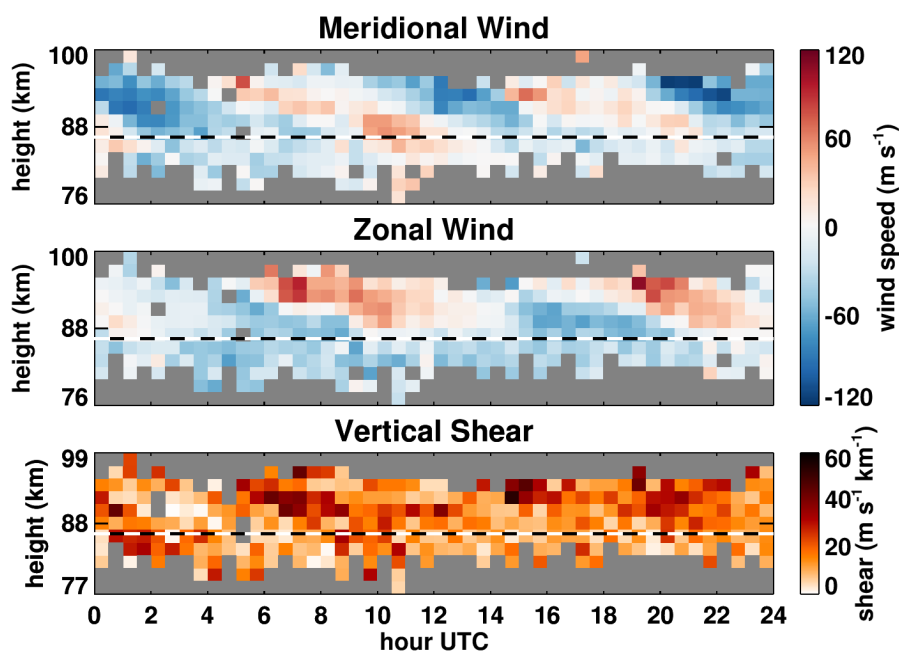 Meridional Wind
100
88
76
height (km)
Zonal Wind
100
88
76
height (km)
120
60
0
-60
-120
wind speed (m s⁻¹)
Vertical Shear
99
88
77
height (km)
60
40
20
0
shear (m s⁻¹ km⁻¹)
0 2 4 6 8 10 12 14 16 18 20 22 24
hour UTC